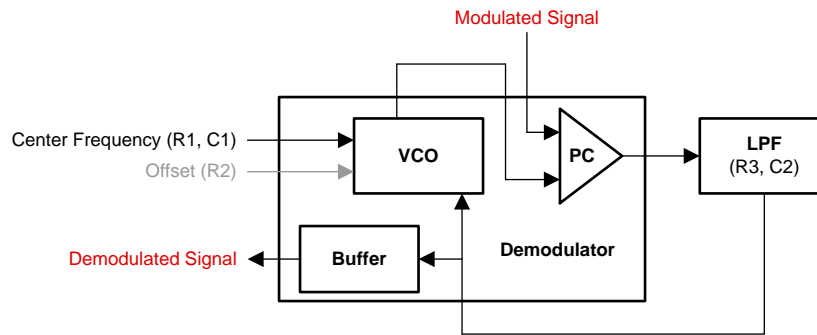 Modulated Signal
Center Frequency (R1, C1)
Offset (R2)
VCO
PC
LPF
(R3, C2)
Demodulated Signal
Buffer
Demodulator